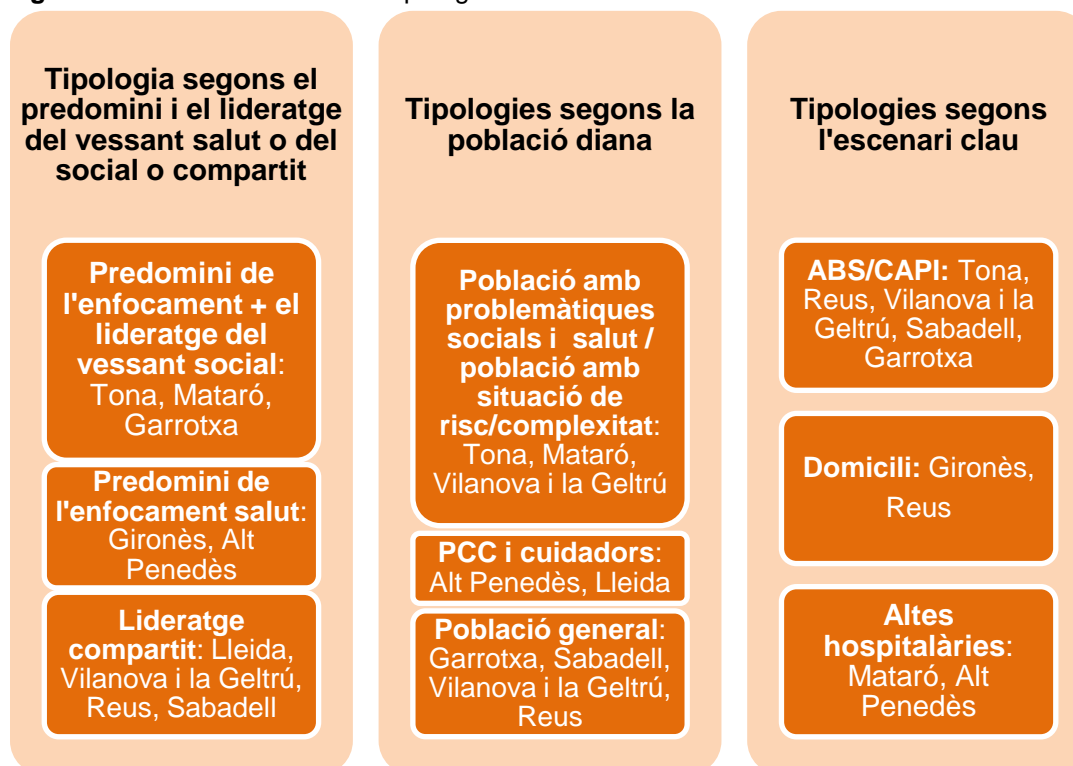 Tipologia segons el
predomini i el lideratge
del vessant salut o del
social o compartit
Predomini de
l'enfocament + el
lideratge del
vessant social:
Tona, Mataró,
Garrotxa
Predomini de
l'enfocament salut:
Gironès, Alt
Penedès
Lideratge
compartit: Lleida,
Vilanova i la Geltrú,
Reus, Sabadell
Tipologies segons la
població diana
Població amb
problemàtiques
socials i salut /
població amb
situació de
risc/complexitat:
Tona, Mataró,
Vilanova i la Geltrú
PCC i cuidadors:
Alt Penedès, Lleida
Població general:
Garrotxa, Sabadell,
Vilanova i la Geltrú,
Reus
Tipologies segons
l'escenari clau
ABS/CAPI: Tona,
Reus, Vilanova i la
Geltrú, Sabadell,
Garrotxa
Domicili: Gironès,
Reus
Altes
hospitalàries:
Mataró, Alt
Penedès